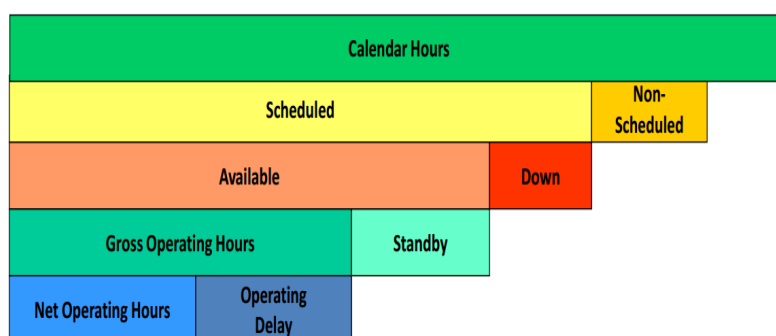 Calendar Hours
Scheduled
Non-
Scheduled
Available
Down
Gross Operating Hours
Standby
Net Operating Hours
Operating
Delay